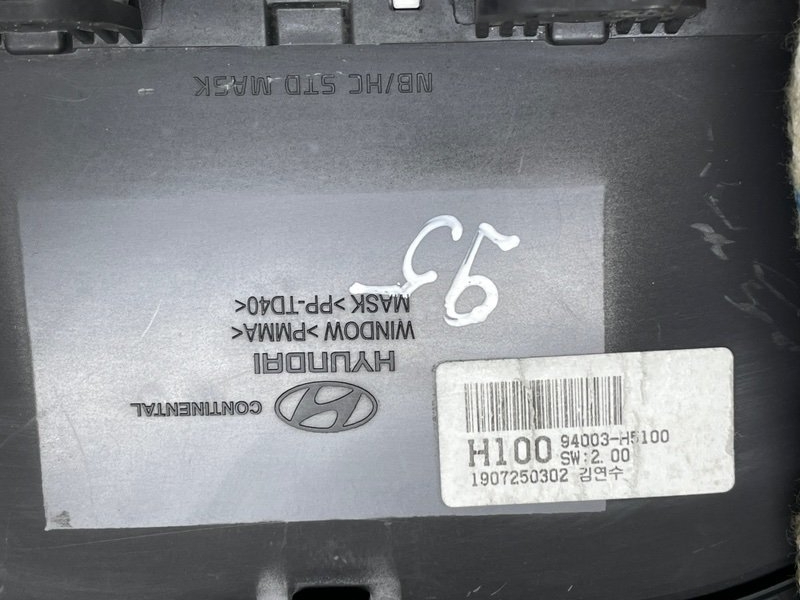 NB/HC STD MASK
95
MASK >PP-TD40<
WINDOW >PMMA<
HYUNDAI
CONTINENTAL
H100 94003-H5100
SW:2.00
1907250302 김연수